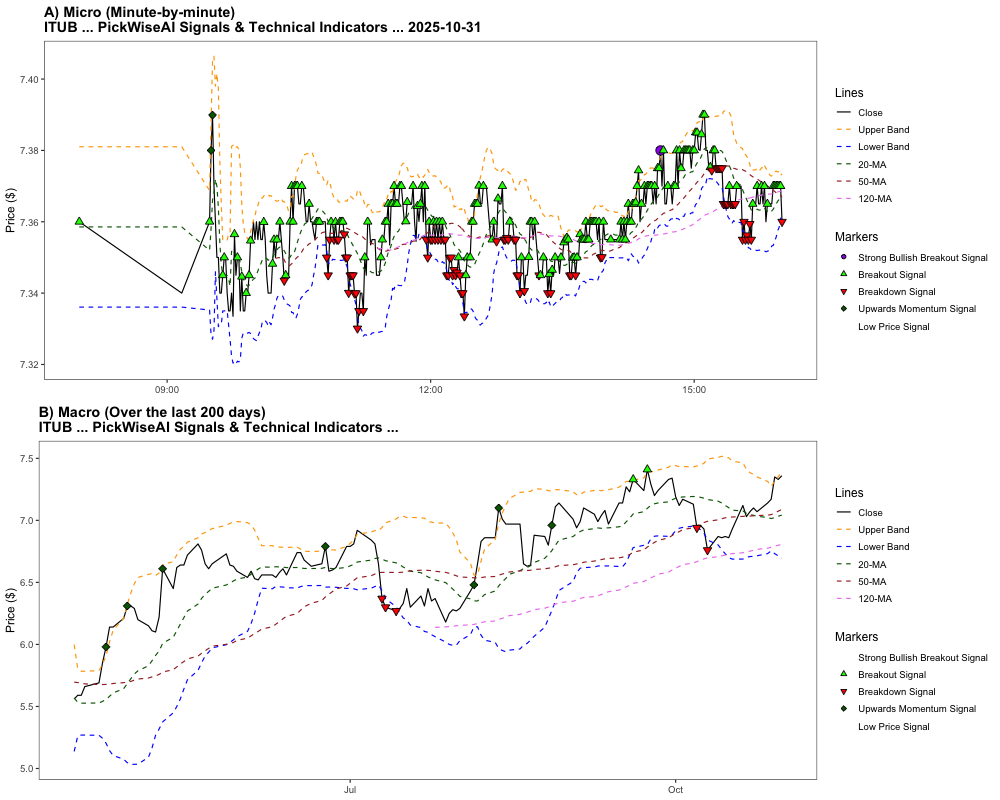 A) Micro (Minute-by-minute)
ITUB ... PickWiseAI Signals & Technical Indicators ... 2025-10-31
Price ($)
7.40
7.38
7.36
7.34
7.32
09:00
12:00
15:00
Lines
Close
Upper Band
Lower Band
20-MA
50-MA
120-MA
Markers
Strong Bullish Breakout Signal
Breakout Signal
Breakdown Signal
Upwards Momentum Signal
Low Price Signal
B) Macro (Over the last 200 days)
ITUB ... PickWiseAI Signals & Technical Indicators ...
Price ($)
7.5
7.0
6.5
6.0
5.5
5.0
Jul
Oct
Lines
Close
Upper Band
Lower Band
20-MA
50-MA
120-MA
Markers
Strong Bullish Breakout Signal
Breakout Signal
Breakdown Signal
Upwards Momentum Signal
Low Price Signal